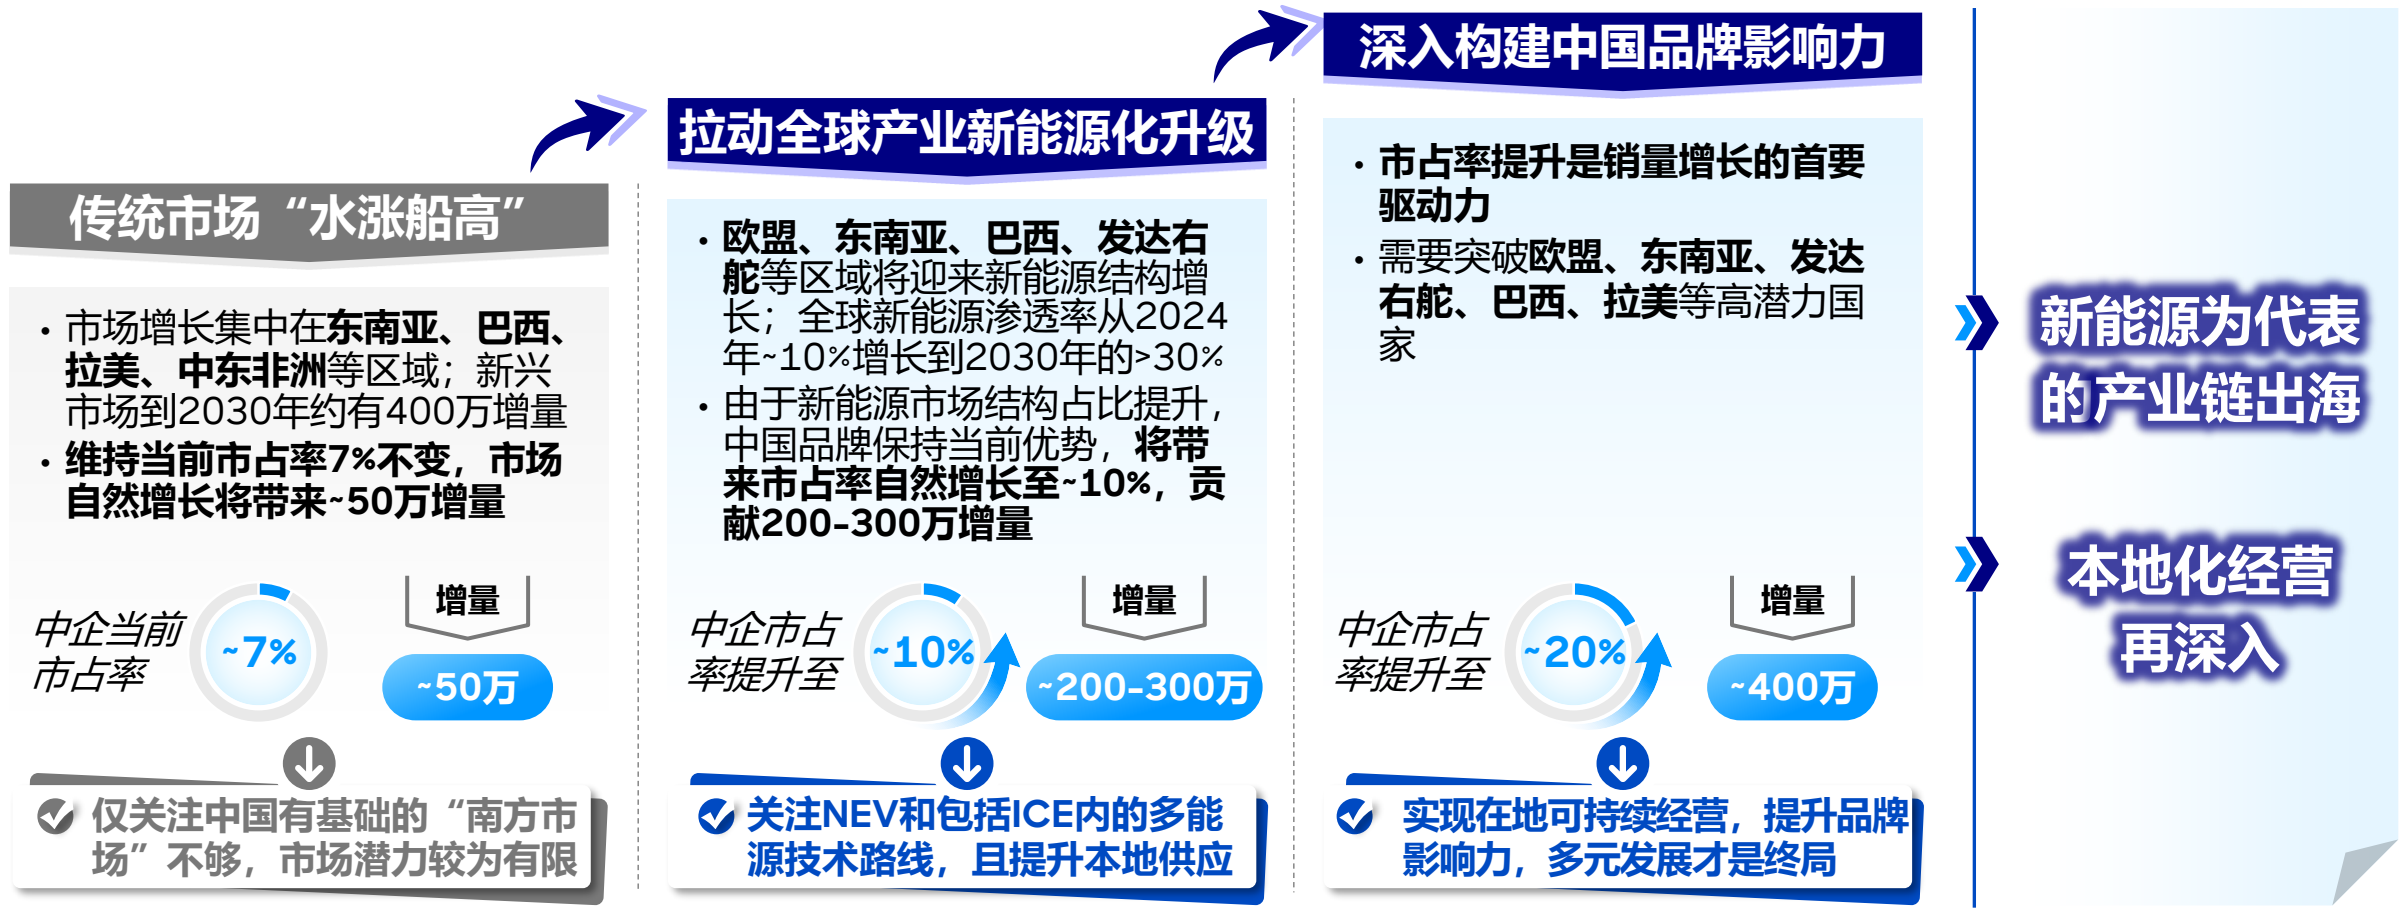 传统市场“水涨船高”
· 市场增长集中在东南亚、巴西、
拉美、中东非洲等区域；新兴
市场到2030年约有400万增量
· 维持当前市占率7%不变，市场
自然增长将带来~50万增量
中企当前
市占率
~7%
增量
~50万
仅关注中国有基础的“南方市
场”不够，市场潜力较为有限
拉动全球产业新能源化升级
· 欧盟、东南亚、巴西、发达右
舵等区域将迎来新能源结构增
长；全球新能源渗透率从2024
年~10%增长到2030年的>30%
· 由于新能源市场结构占比提升，
中国品牌保持当前优势，将带
来市占率自然增长至~10%，贡
献200-300万增量
中企市占
率提升至
~10%
增量
~200-300万
关注NEV和包括ICE内的多能
源技术路线，且提升本地供应
深入构建中国品牌影响力
· 市占率提升是销量增长的首要
驱动力
· 需要突破欧盟、东南亚、发达
右舵、巴西、拉美等高潜力国
家
中企市占
率提升至
~20%
增量
~400万
实现在地可持续经营，提升品牌
影响力，多元发展才是终局
新能源为代表
的产业链出海
本地化经营
再深入